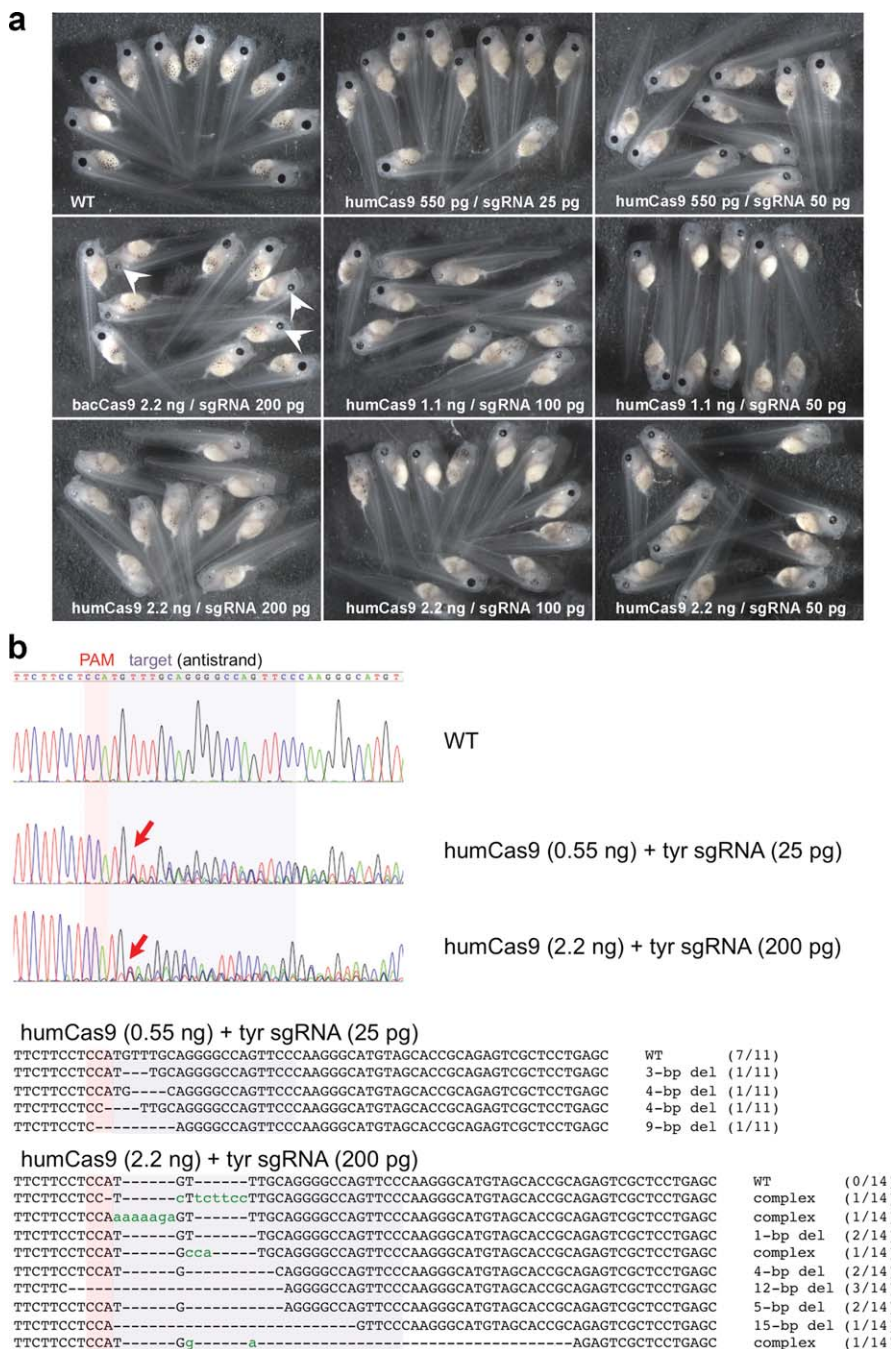 a
WT
humCas9 550 pg / sgRNA 25 pg
humCas9 550 pg / sgRNA 50 pg
bacCas9 2.2 ng / sgRNA 200 pg
humCas9 1.1 ng / sgRNA 100 pg
humCas9 1.1 ng / sgRNA 50 pg
humCas9 2.2 ng / sgRNA 200 pg
humCas9 2.2 ng / sgRNA 100 pg
humCas9 2.2 ng / sgRNA 50 pg
b
PAM target (antistrand)
TTCTTCCTCCATGTTTGCAGGGGCCAGTTCCCAAGGGCATGT
WT
humCas9 (0.55 ng) + tyr sgRNA (25 pg)
humCas9 (2.2 ng) + tyr sgRNA (200 pg)
humCas9 (0.55 ng) + tyr sgRNA (25 pg)
TTCTTCCTCCATGTTTGCAGGGGCCAGTTCCCAAGGGCATGTAGCACCGCAGAGTCGCTCCTGAGC WT (7/11)
TTCTTCCTCCAT---TGCAGGGGCCAGTTCCCAAGGGCATGTAGCACCGCAGAGTCGCTCCTGAGC 3-bp del (1/11)
TTCTTCCTCCATG----CAGGGGCCAGTTCCCAAGGGCATGTAGCACCGCAGAGTCGCTCCTGAGC 4-bp del (1/11)
TTCTTCCTCC----TTGCAGGGGCCAGTTCCCAAGGGCATGTAGCACCGCAGAGTCGCTCCTGAGC 4-bp del (1/11)
TTCTTCCTC---------AGGGGCCAGTTCCCAAGGGCATGTAGCACCGCAGAGTCGCTCCTGAGC 9-bp del (1/11)
humCas9 (2.2 ng) + tyr sgRNA (200 pg)
TTCTTCCTCCAT------GT------TTGCAGGGGCCAGTTCCCAAGGGCATGTAGCACCGCAGAGTCGCTCCTGAGC WT (0/14
TTCTTCCTCC-T------cTtcttccTTGCAGGGGCCAGTTCCCAAGGGCATGTAGCACCGCAGAGTCGCTCCTGAGC complex (1/14
TTCTTCCTCCAaaaaagaGT------TTGCAGGGGCCAGTTCCCAAGGGCATGTAGCACCGCAGAGTCGCTCCTGAGC complex (1/14
TTCTTCCTCCAT------GT-------TGCAGGGGCCAGTTCCCAAGGGCATGTAGCACCGCAGAGTCGCTCCTGAGC 1-bp del (2/14
TTCTTCCTCCAT------Gcca-----TGCAGGGGCCAGTTCCCAAGGGCATGTAGCACCGCAGAGTCGCTCCTGAGC complex (1/14
TTCTTCCTCCAT------G----------CAGGGGCCAGTTCCCAAGGGCATGTAGCACCGCAGAGTCGCTCCTGAGC 4-bp del (2/14
TTCTTC------------------------AGGGGCCAGTTCCCAAGGGCATGTAGCACCGCAGAGTCGCTCCTGAGC 12-bp del (3/14
TTCTTCCTCCAT------G-----------AGGGGCCAGTTCCCAAGGGCATGTAGCACCGCAGAGTCGCTCCTGAGC 5-bp del (2/14
TTCTTCCTCCA---------------------------GTTCCCAAGGGCATGTAGCACCGCAGAGTCGCTCCTGAGC 15-bp del (1/14
TTCTTCCTCCAT------Gg------a-----------------------------------AGAGTCGCTCCTGAGC complex (1/14